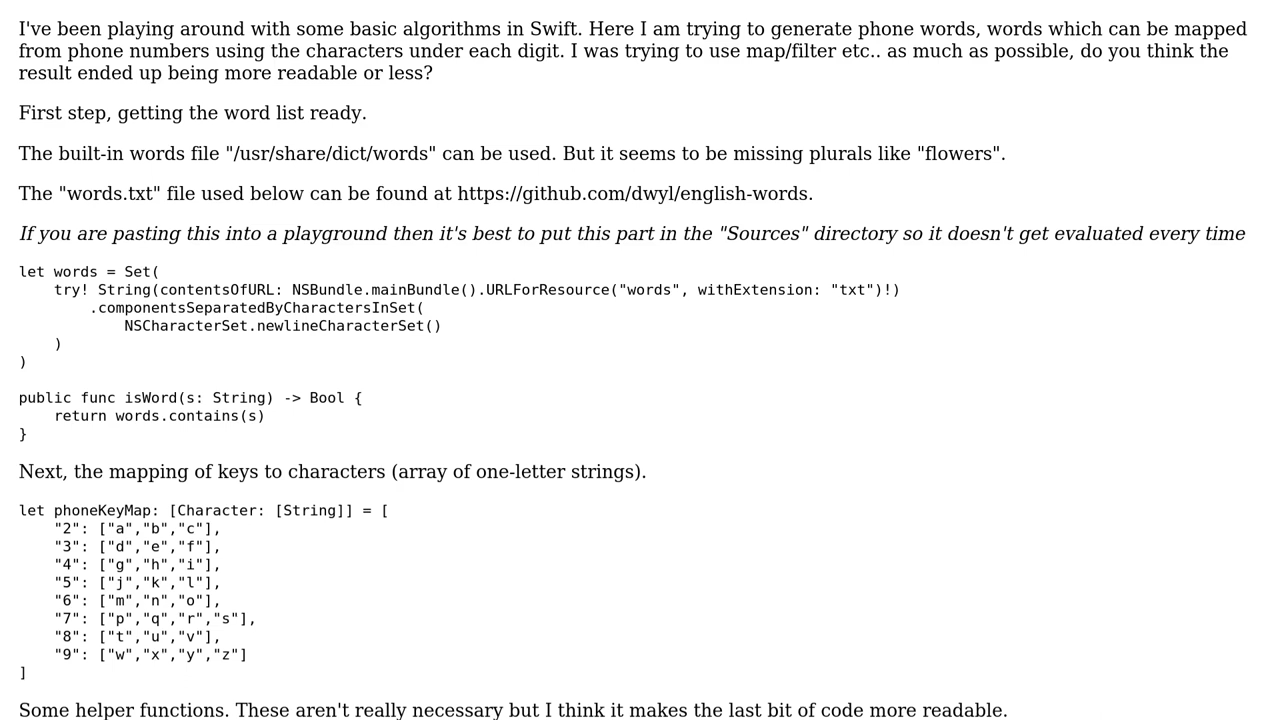 I've been playing around with some basic algorithms in Swift. Here I am trying to generate phone words, words which can be mapped
from phone numbers using the characters under each digit. I was trying to use map/filter etc.. as much as possible, do you think the
result ended up being more readable or less?
First step, getting the word list ready.
The built-in words file "/usr/share/dict/words" can be used. But it seems to be missing plurals like "flowers".
The "words.txt" file used below can be found at https://github.com/dwyl/english-words.
If you are pasting this into a playground then it's best to put this part in the "Sources" directory so it doesn't get evaluated every time
let words = Set(
    try! String(contentsOfURL: NSBundle.mainBundle().URLForResource("words", withExtension: "txt")!)
        .componentsSeparatedByCharactersInSet(
            NSCharacterSet.newlineCharacterSet()
    )
)
public func isWord(s: String) -> Bool {
    return words.contains(s)
}
Next, the mapping of keys to characters (array of one-letter strings).
let phoneKeyMap: [Character: [String]] = [
    "2": ["a","b","c"],
    "3": ["d","e","f"],
    "4": ["g","h","i"],
    "5": ["j","k","l"],
    "6": ["m","n","o"],
    "7": ["p","q","r","s"],
    "8": ["t","u","v"],
    "9": ["w","x","y","z"]
]
Some helper functions. These aren't really necessary but I think it makes the last bit of code more readable.